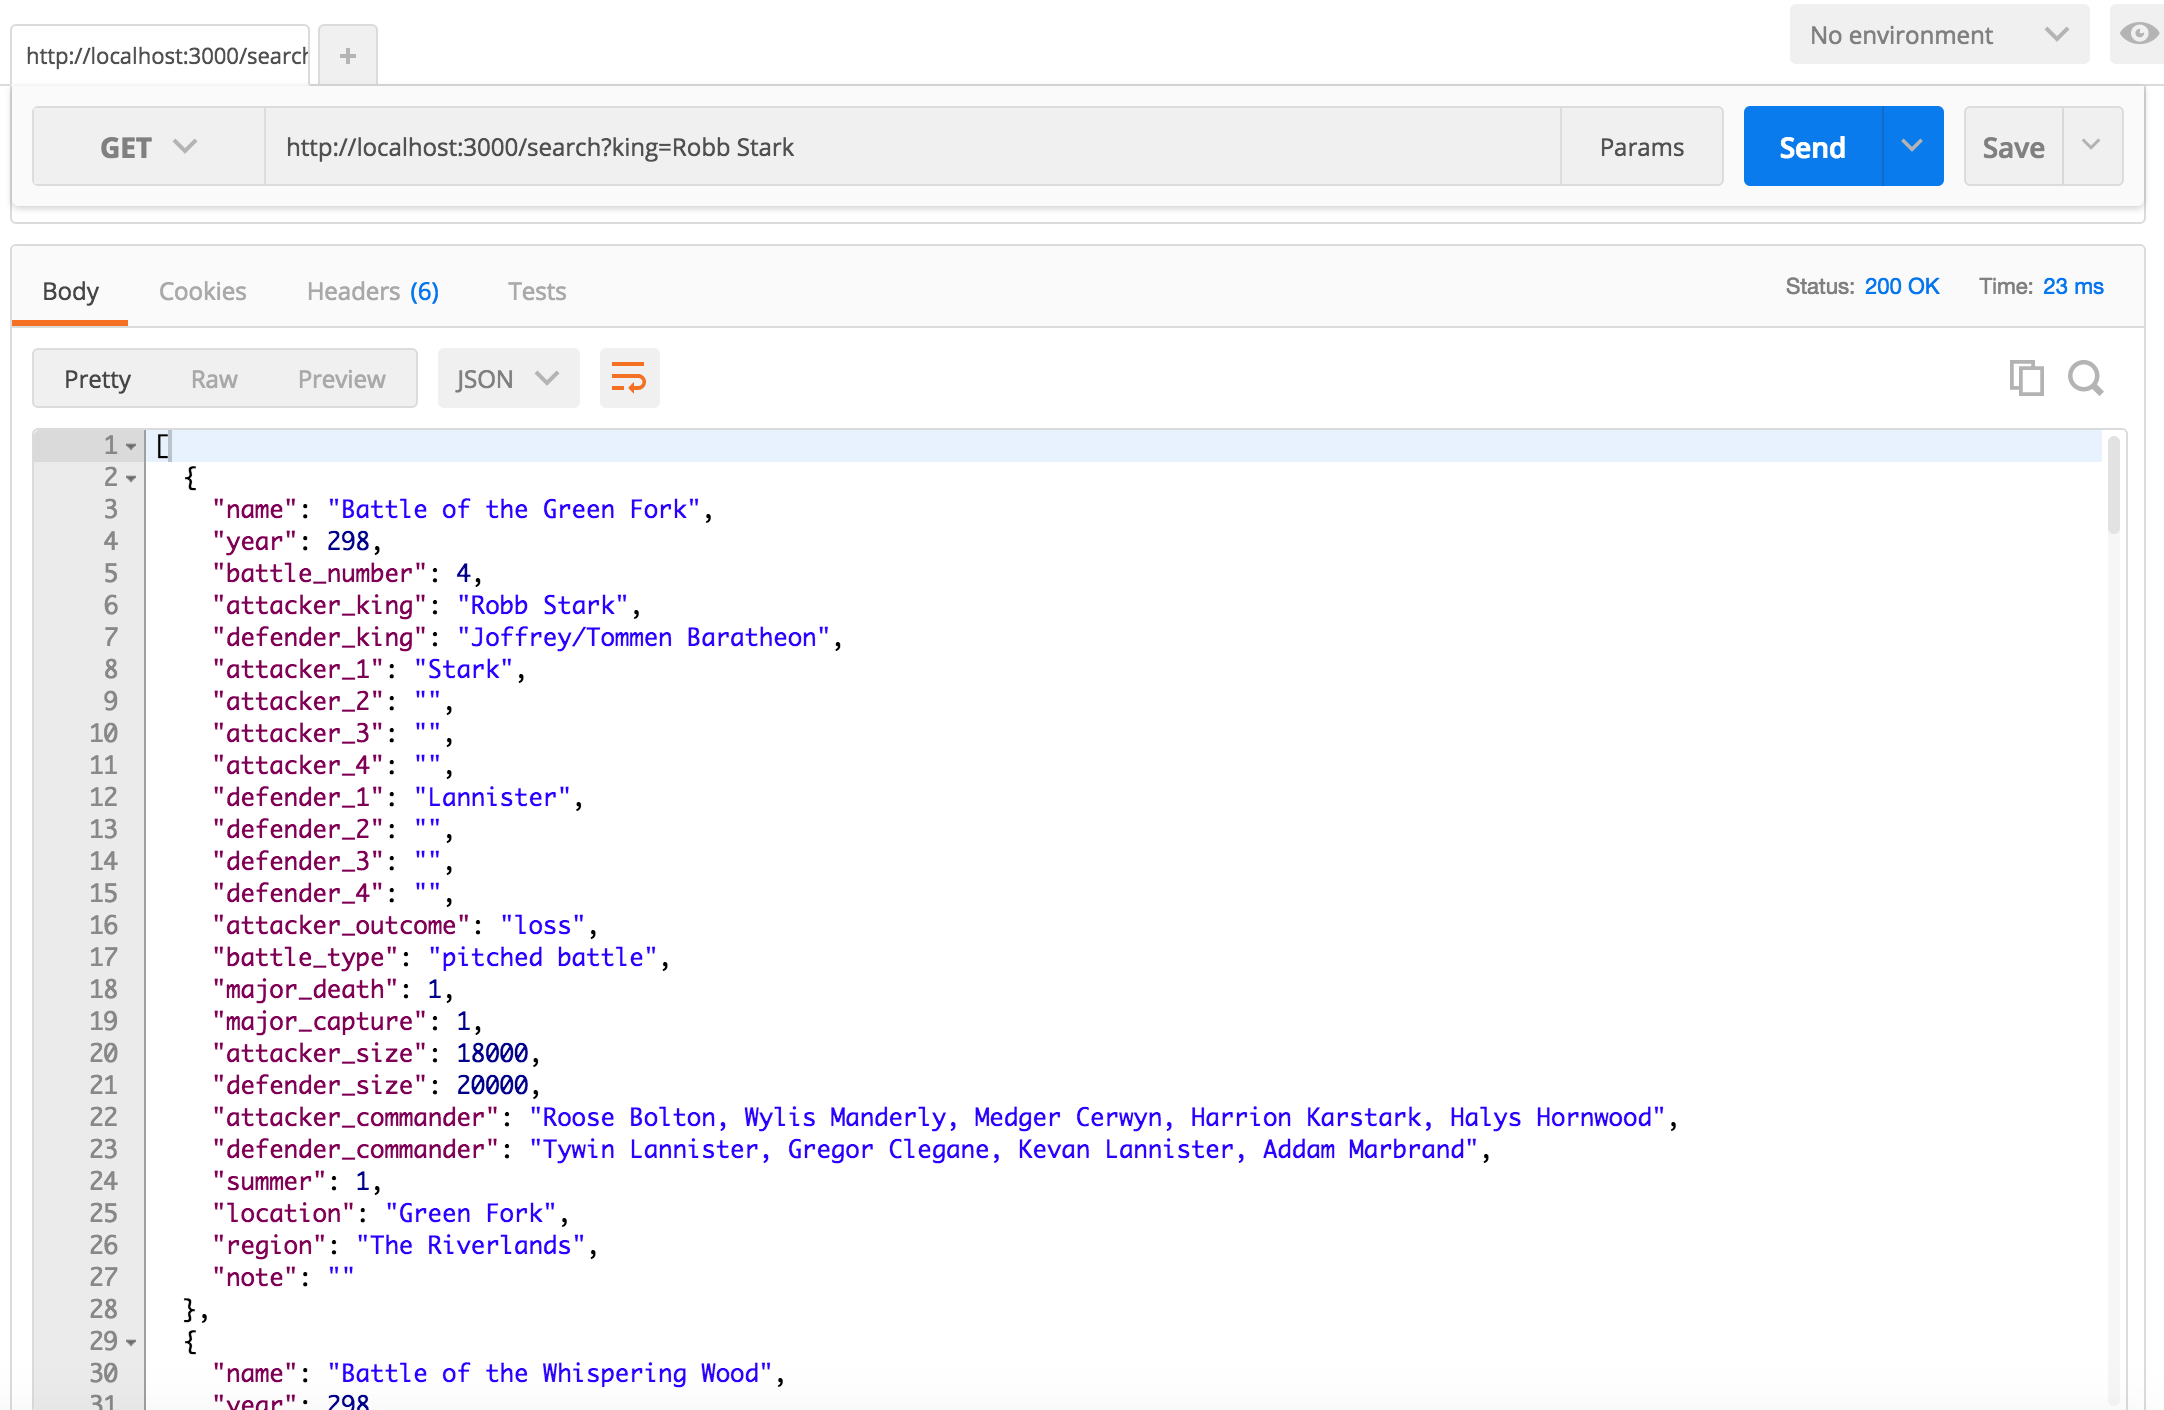 http://localhost:3000/search
+
No environment
GET
http://localhost:3000/search?king=Robb Stark
Params
Send
Save
Body
Cookies
Headers (6)
Tests
Status: 200 OK
Time: 23 ms
Pretty
Raw
Preview
JSON
1 [
2 {
3 "name": "Battle of the Green Fork",
4 "year": 298,
5 "battle_number": 4,
6 "attacker_king": "Robb Stark",
7 "defender_king": "Joffrey/Tommen Baratheon",
8 "attacker_1": "Stark",
9 "attacker_2": "",
10 "attacker_3": "",
11 "attacker_4": "",
12 "defender_1": "Lannister",
13 "defender_2": "",
14 "defender_3": "",
15 "defender_4": "",
16 "attacker_outcome": "loss",
17 "battle_type": "pitched battle",
18 "major_death": 1,
19 "major_capture": 1,
20 "attacker_size": 18000,
21 "defender_size": 20000,
22 "attacker_commander": "Roose Bolton, Wylis Manderly, Medger Cerwyn, Harrion Karstark, Halys Hornwood",
23 "defender_commander": "Tywin Lannister, Gregor Clegane, Kevan Lannister, Addam Marbrand",
24 "summer": 1,
25 "location": "Green Fork",
26 "region": "The Riverlands",
27 "note": ""
28 },
29 {
30 "name": "Battle of the Whispering Wood",
31 "year": 298